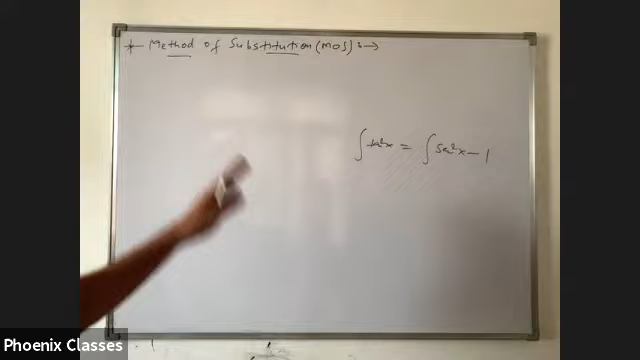 * Method of Substitution (MOS) :→
∫ tan²x = ∫ sec²x - 1
Phoenix Classes